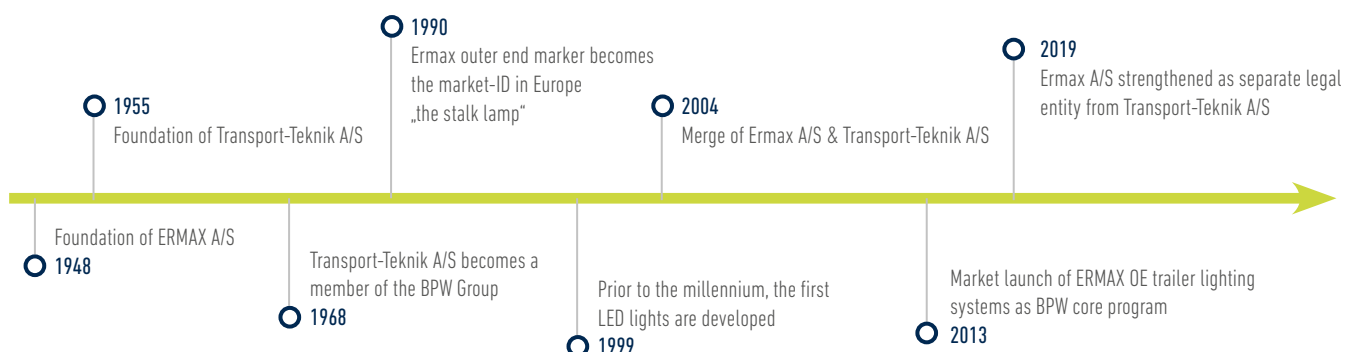 1990
Ermax outer end marker becomes
the market-ID in Europe
„the stalk lamp“
2019
Ermax A/S strengthened as separate legal
entity from Transport-Teknik A/S
1955
Foundation of Transport-Teknik A/S
2004
Merge of Ermax A/S & Transport-Teknik A/S
Foundation of ERMAX A/S
1948
Transport-Teknik A/S becomes a
member of the BPW Group
1968
Prior to the millennium, the first
LED lights are developed
1999
Market launch of ERMAX OE trailer lighting
systems as BPW core program
2013